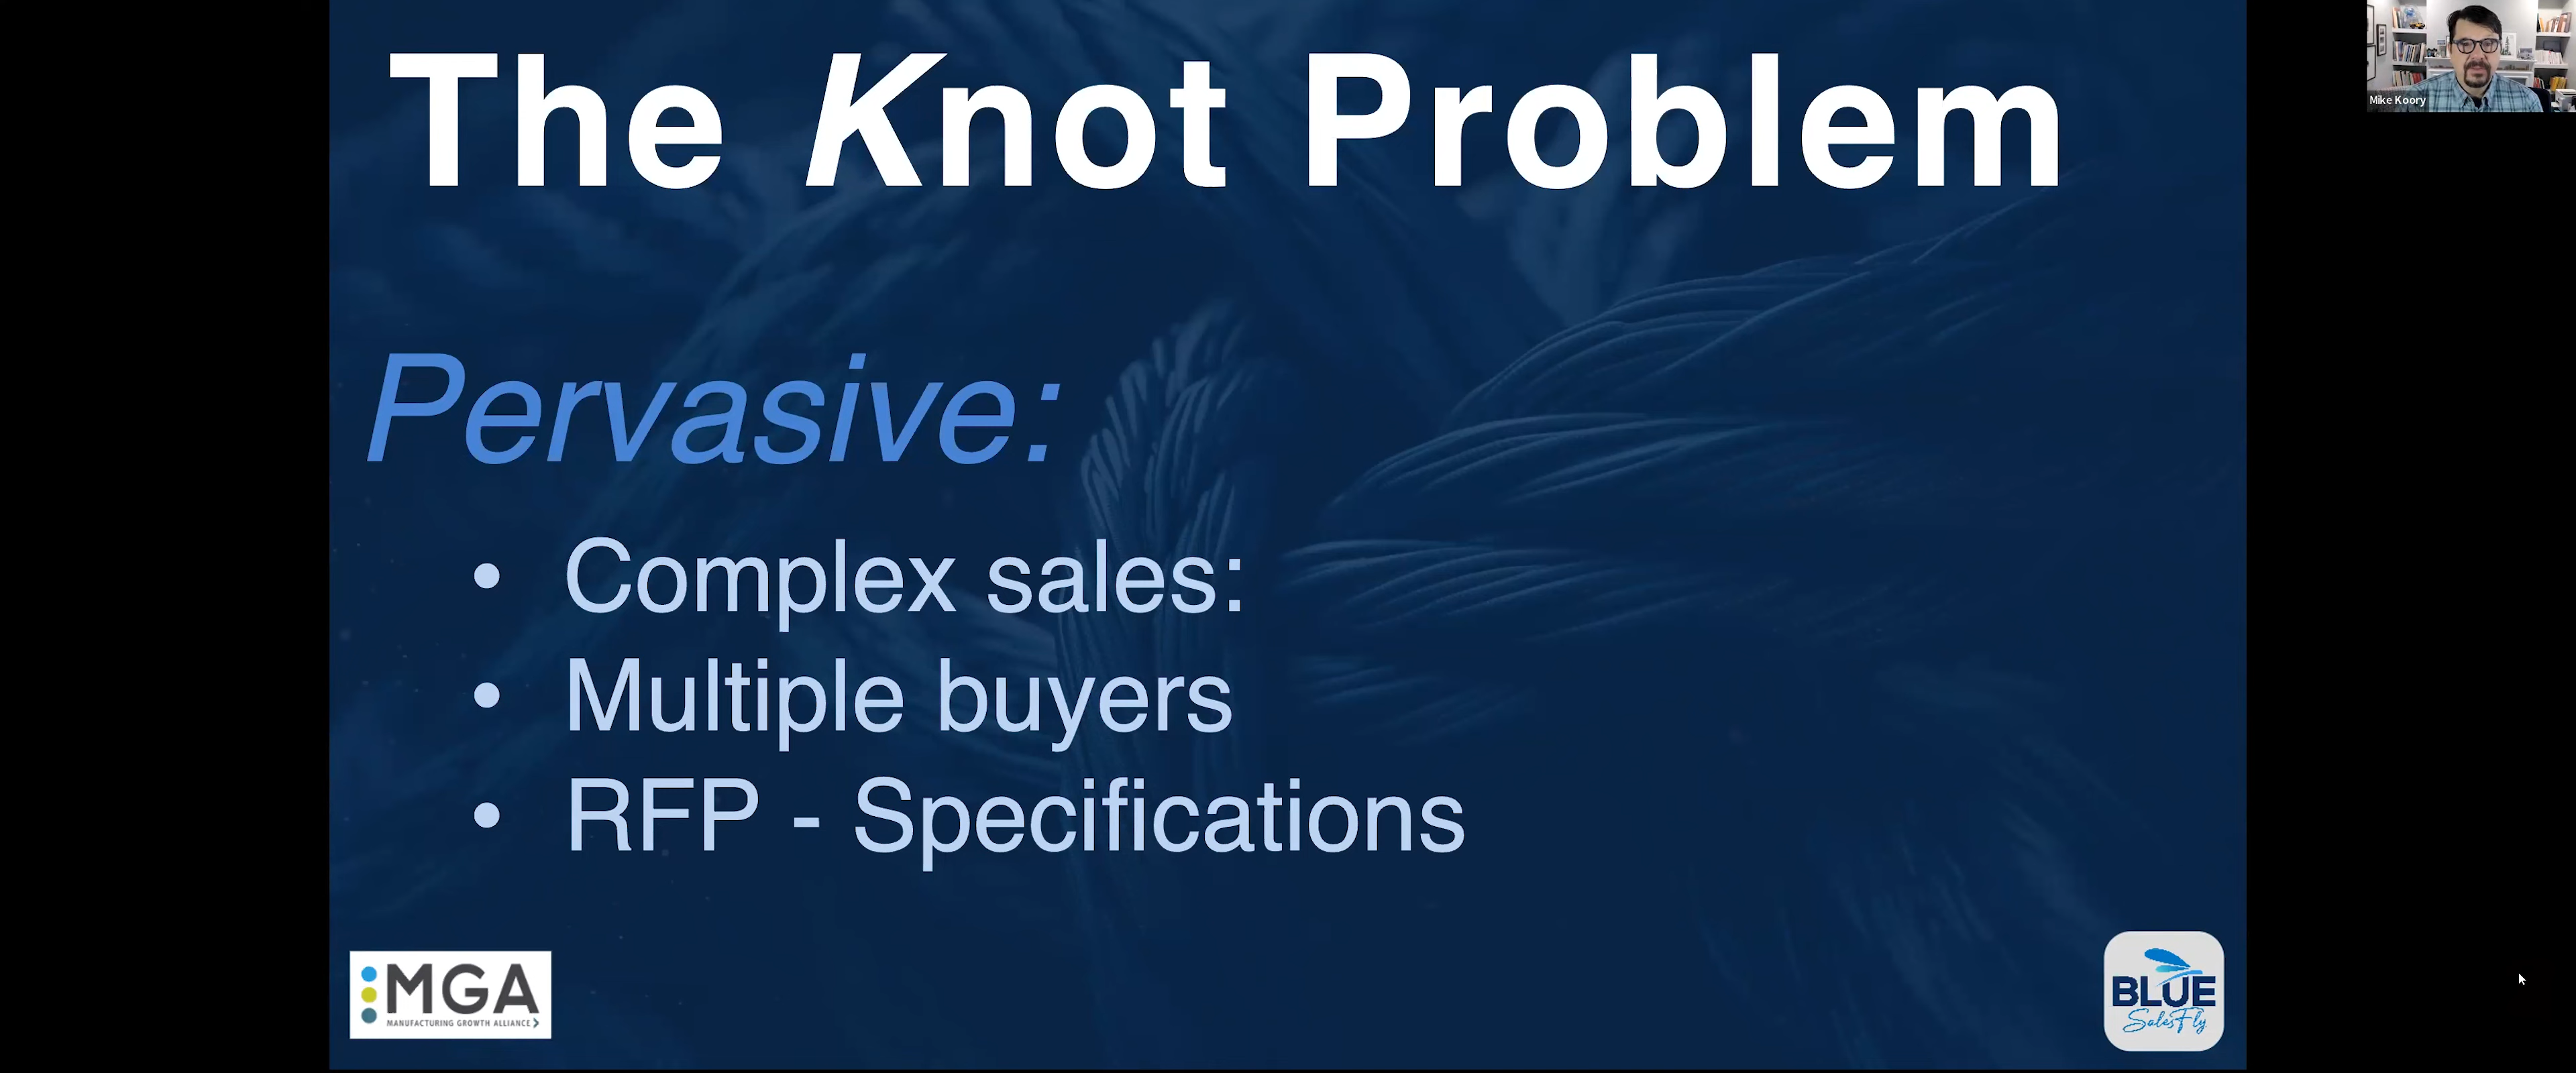 The Knot Problem
Mike Koory
Pervasive:
• Complex sales:
• Multiple buyers
• RFP - Specifications
MGA
MANUFACTURING GROWTH ALLIANCE
BLUE
SalesFly